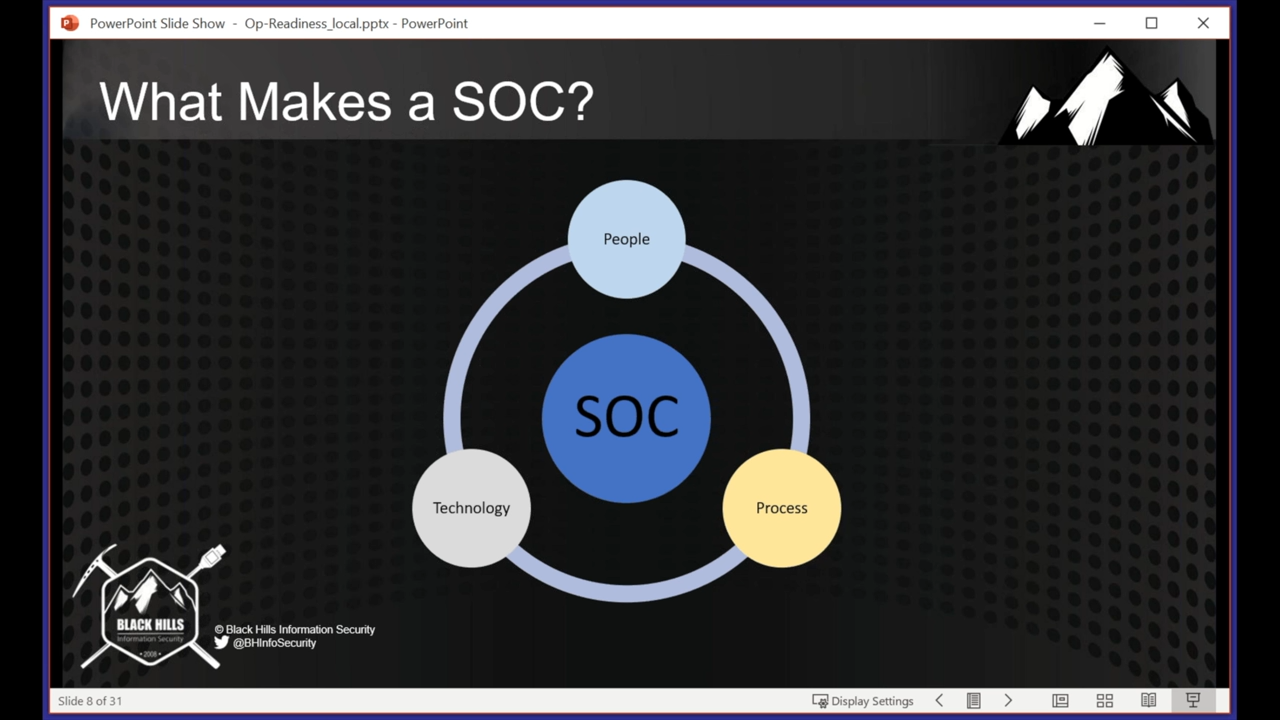 PowerPoint Slide Show - Op-Readiness_local.pptx - PowerPoint
What Makes a SOC?
People
SOC
Technology
Process
BLACK HILLS
Information Security
• 2008 •
© Black Hills Information Security
@BHInfoSecurity
Slide 8 of 31
Display Settings